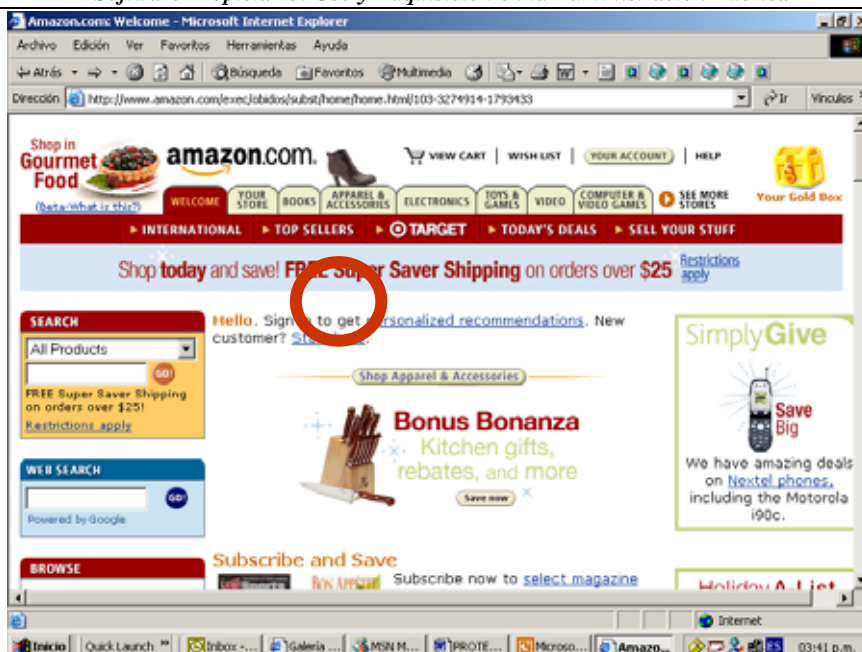 Amazon.com: Welcome - Microsoft Internet Explorer
Archivo Edición Ver Favoritos Herramientas Ayuda
Atrás Búsqueda Favoritos Multimedia
Dirección http://www.amazon.com/exec/obidos/subst/home/home.html/103-3274914-1793433 Ir Vínculos
Shop in
Gourmet
Food
(beta-What is this?)
amazon.com.
VIEW CART | WISH LIST | YOUR ACCOUNT | HELP
Your Gold Box
WELCOME YOUR STORE BOOKS APPAREL & ACCESSORIES ELECTRONICS TOYS & GAMES VIDEO COMPUTER & VIDEO GAMES SEE MORE STORES
INTERNATIONAL TOP SELLERS TARGET TODAY'S DEALS SELL YOUR STUFF
Shop today and save! FREE Super Saver Shipping on orders over $25 Restrictions apply
SEARCH
All Products
GO!
FREE Super Saver Shipping
on orders over $25!
Restrictions apply
WEB SEARCH
GO!
Powered by Google
BROWSE
Hello. Sign to get personalized recommendations. New
customer?
Shop Apparel & Accessories
Bonus Bonanza
Kitchen gifts,
rebates, and more
Save now
Subscribe and Save
BON APPÉTIT
Subscribe now to select magazine
SimplyGive
Save
Big
We have amazing deals
on Nextel phones,
including the Motorola
i90c.
Holiday A-List
Internet
Inicio Quick Launch Inbox -... Galería ... MSN M... PROTE... Microso... Amazo... ES 03:41 p.m.